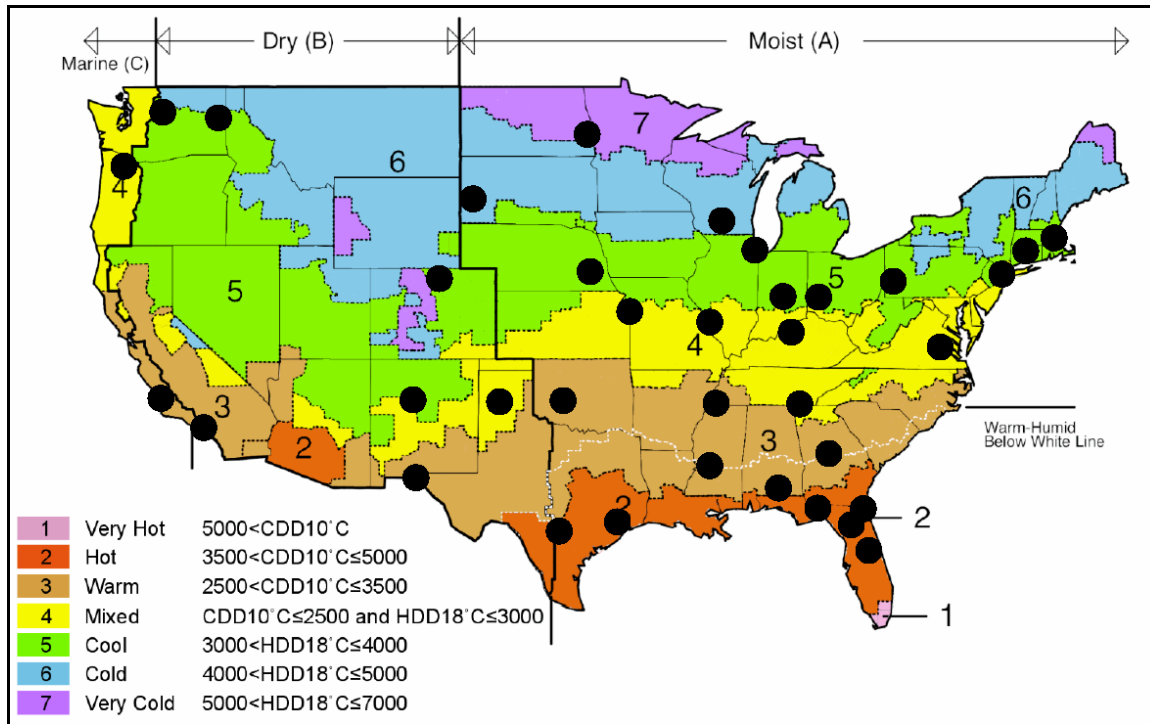 Dry (B)
Moist (A)
Marine (C)
7
6
4
6
5
5
4
3
3
2
2
Warm-Humid
Below White Line
2
1
1 Very Hot 5000<CDD10°C
2 Hot 3500<CDD10°C≤5000
3 Warm 2500<CDD10°C≤3500
4 Mixed CDD10°C≤2500 and HDD18°C≤3000
5 Cool 3000<HDD18°C≤4000
6 Cold 4000<HDD18°C≤5000
7 Very Cold 5000<HDD18°C≤7000